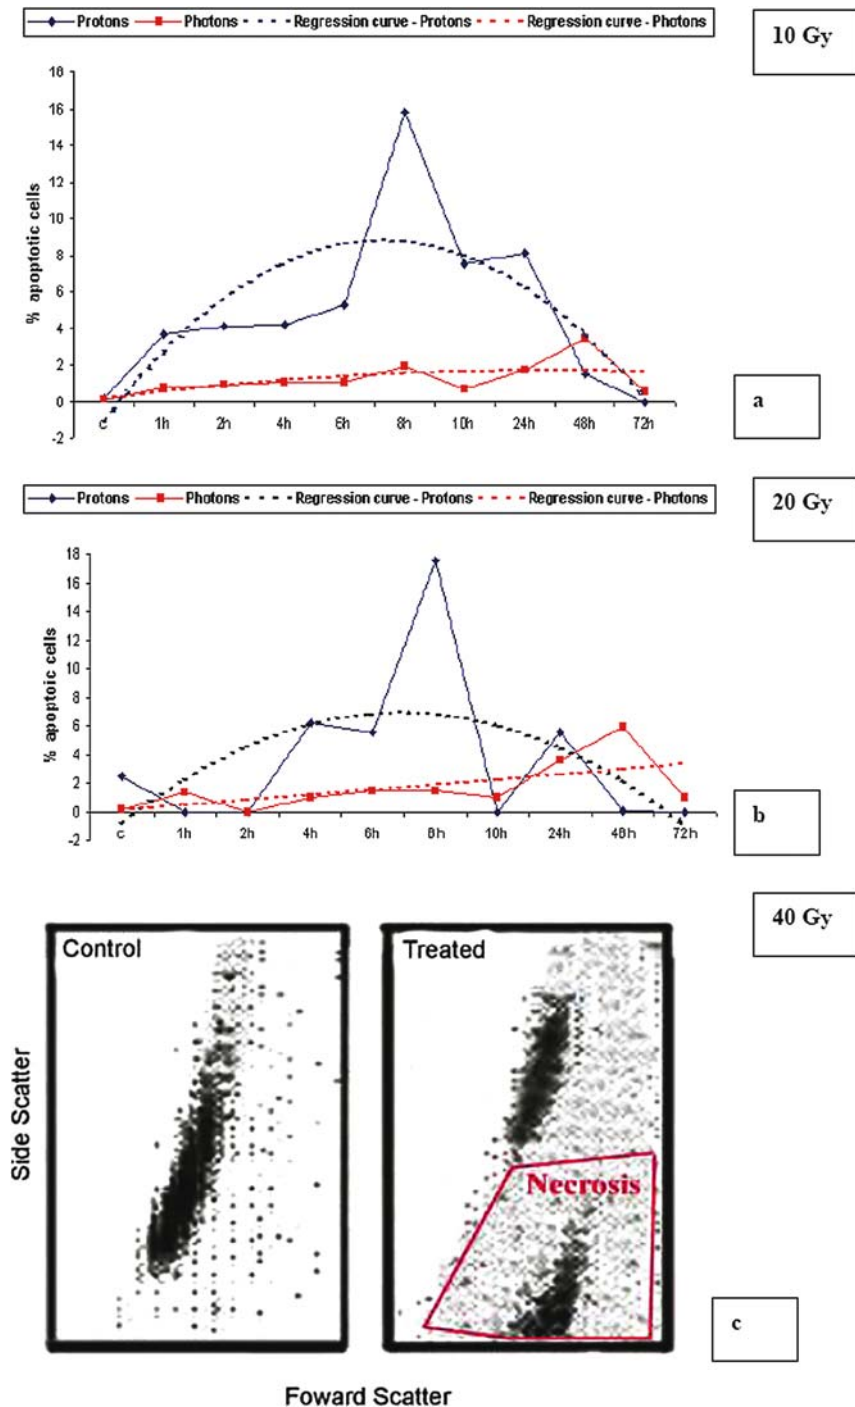 Protons Photons Regression curve - Protons Regression curve - Photons
10 Gy
18
16
14
12
10
8
6
4
2
0
-2
% apoptotic cells
c 1h 2h 4h 6h 8h 10h 24h 48h 72h
a
Protons Photons Regression curve - Protons Regression curve - Photons
20 Gy
18
16
14
12
10
8
6
4
2
0
-2
% apoptoic cells
c 1h 2h 4h 6h 8h 10h 24h 48h 72h
b
40 Gy
Control
Treated
Side Scatter
Necrosis
c
Foward Scatter